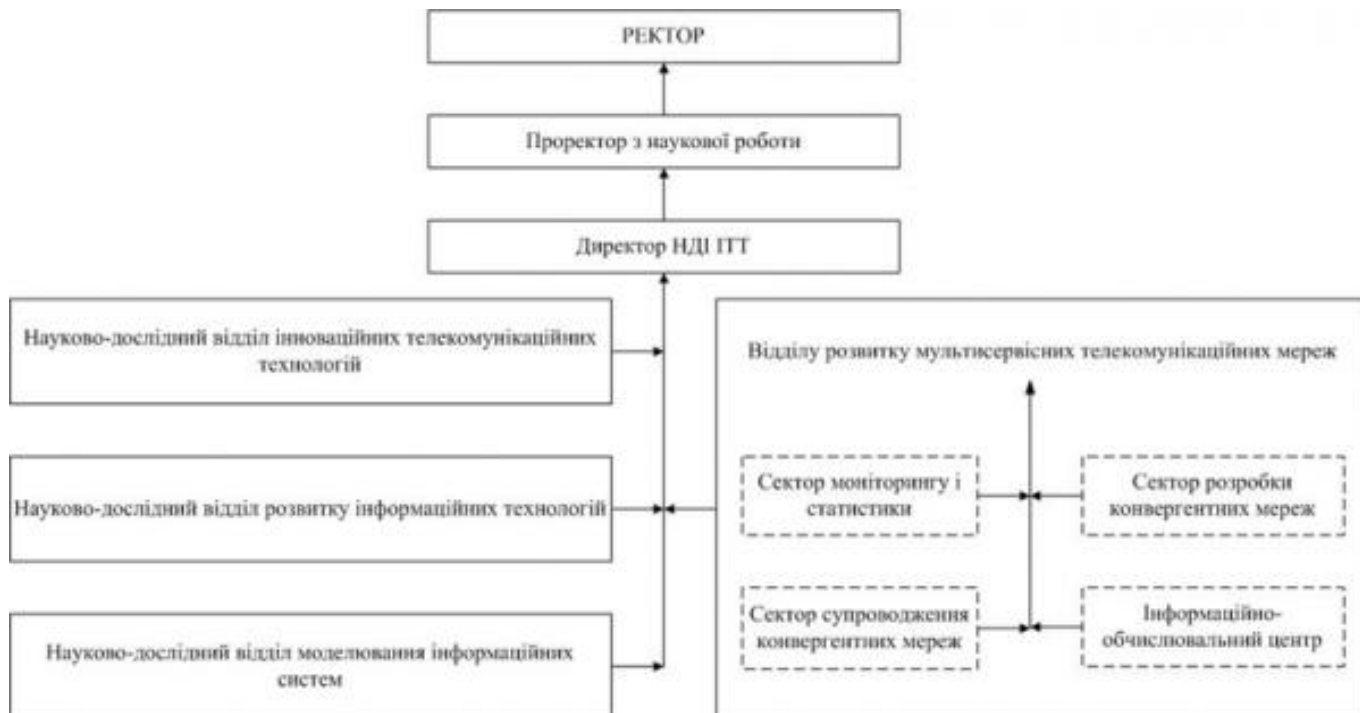 РЕКТОР
Проректор з наукової роботи
Директор НДІ ІТТ
Науково-дослідний відділ інноваційних телекомунікаційних
технологій
Науково-дослідний відділ розвитку інформаційних технологій
Науково-дослідний відділ моделювання інформаційних
систем
Відділу розвитку мультисервісних телекомунікаційних мереж
Сектор моніторингу і
статистики
Сектор розробки
конвергентних мереж
Сектор супроводження
конвергентних мереж
Інформаційно-
обчислювальний центр